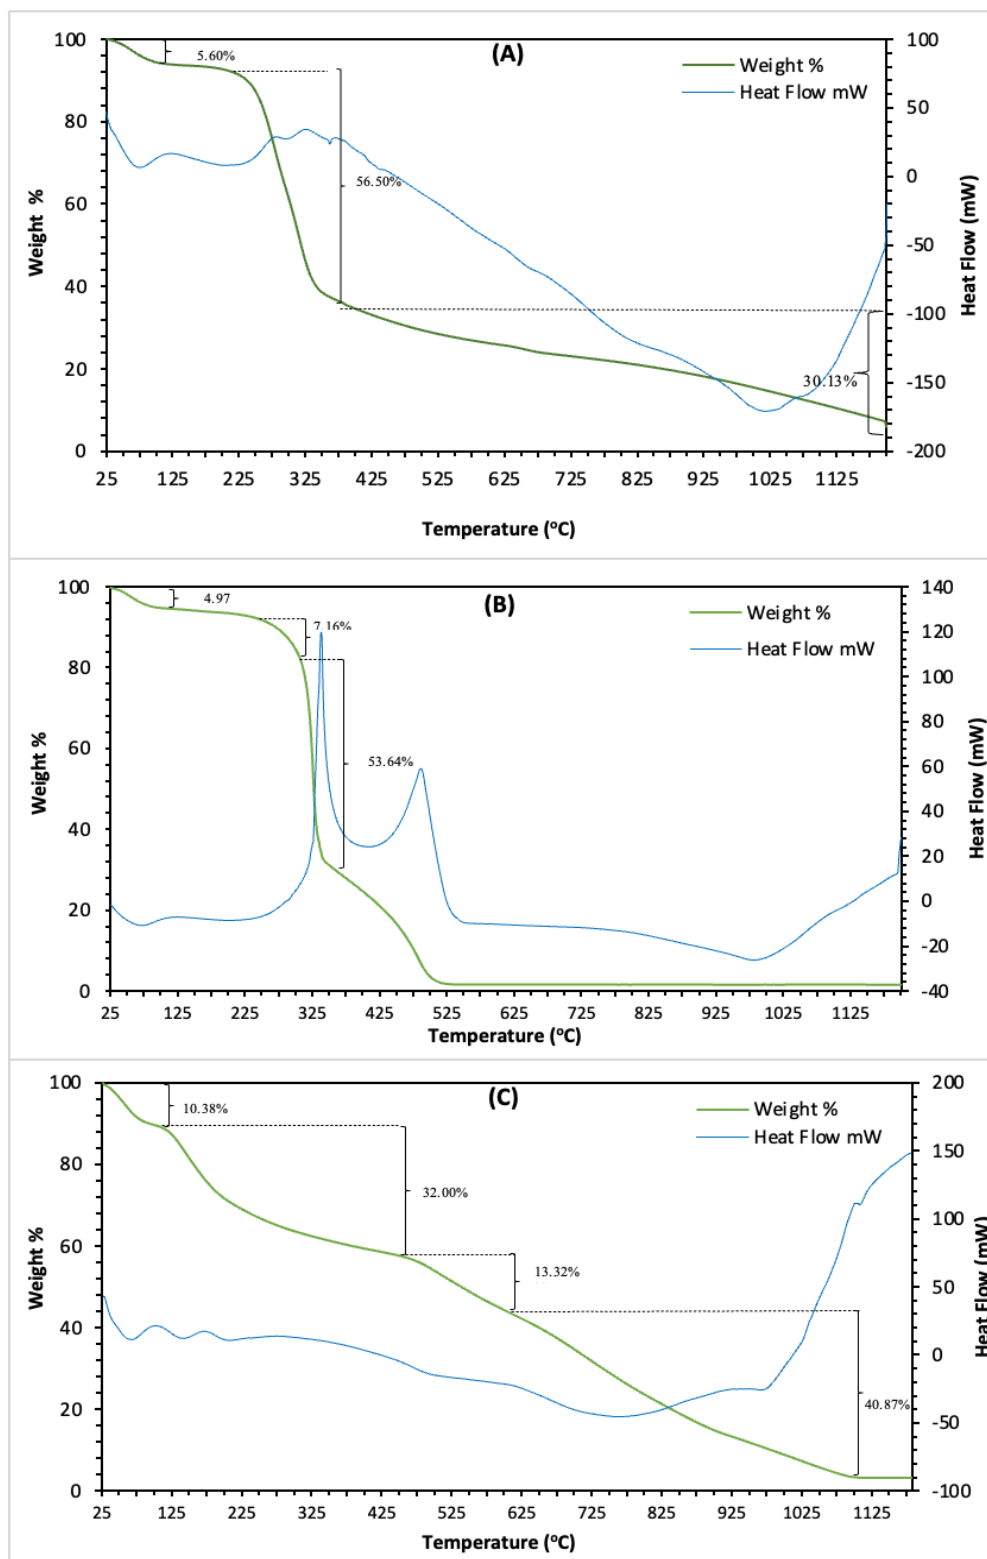 (A)
100
80
60
40
20
0
Weight %
5.60%
56.50%
30.13%
Weight %
Heat Flow mW
100
50
0
-50
-100
-150
-200
Heat Flow (mW)
25 125 225 325 425 525 625 725 825 925 1025 1125
Temperature (°C)
(B)
100
80
60
40
20
0
Weight %
4.97
7.16%
53.64%
Weight %
Heat Flow mW
140
120
100
80
60
40
20
0
-20
-40
Heat Flow (mW)
25 125 225 325 425 525 625 725 825 925 1025 1125
Temperature (°C)
(C)
100
80
60
40
20
0
Weight %
10.38%
32.00%
13.32%
40.87%
Weight %
Heat Flow mW
200
150
100
50
0
-50
-100
Heat Flow (mW)
25 125 225 325 425 525 625 725 825 925 1025 1125
Temperature (°C)